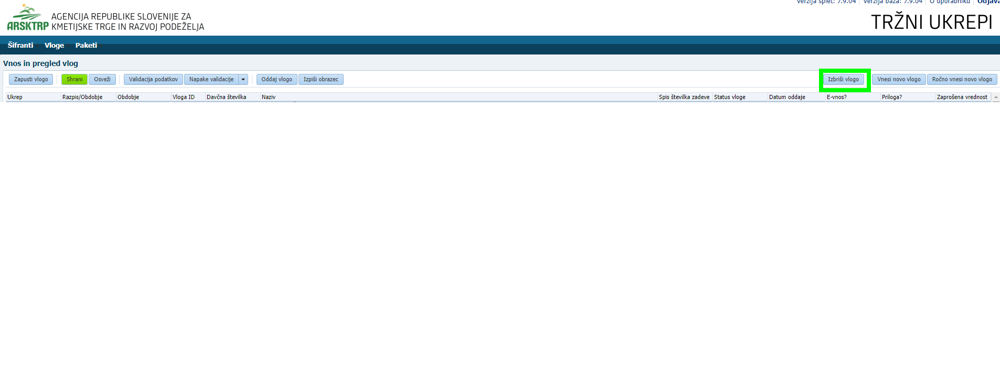 Verzija splet: 7.9.04 Verzija baza: 7.9.04 O uporabniku Odjava
ARSKTRP
AGENCIJA REPUBLIKE SLOVENIJE ZA
KMETIJSKE TRGE IN RAZVOJ PODEŽELJA
TRŽNI UKREPI
Šifranti Vloge Paketi
Vnos in pregled vlog
Zapusti vlogo Shrani Osveži Validacija podatkov Napake validacije Oddaj vlogo Izpiši obrazec Izbriši vlogo Vnesi novo vlogo Ročno vnesi novo vlogo
Ukrep Razpis/Obdobje Obdobje Vloga ID Davčna številka Naziv Spis številka zadeve Status vloge Datum oddaje E-vnos? Priloga? Zaprošena vrednost